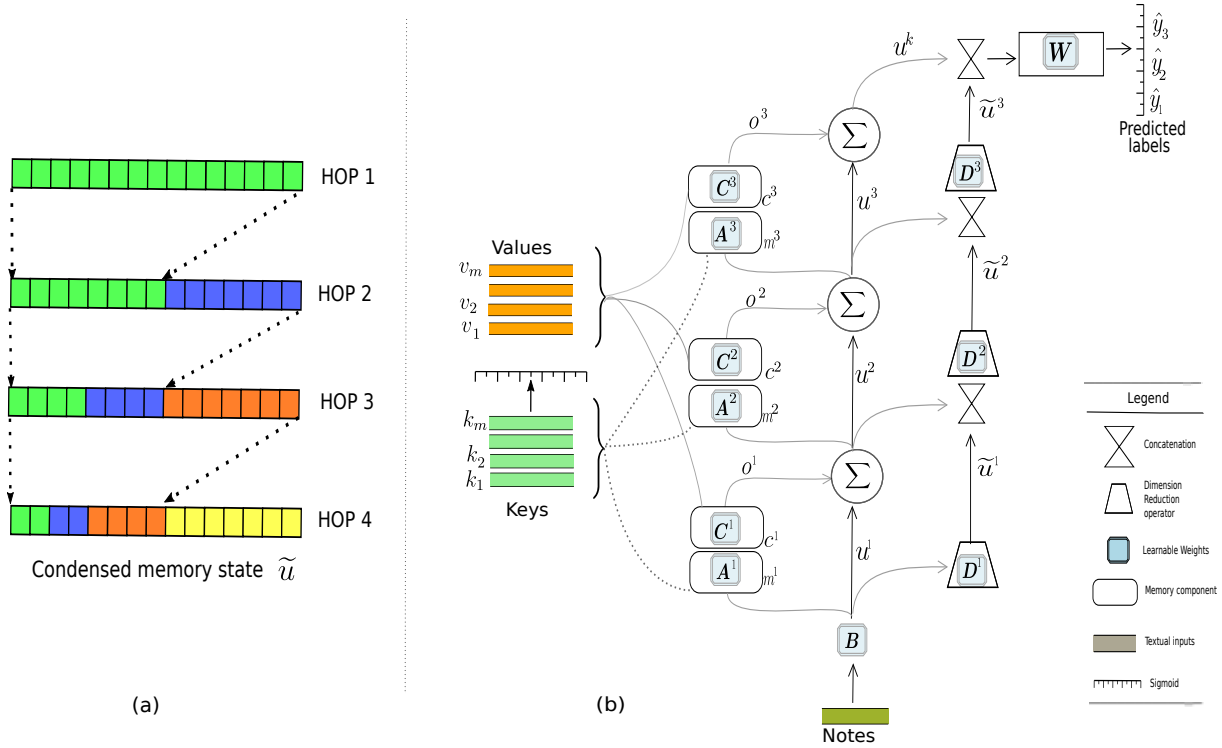 HOP 1
HOP 2
HOP 3
HOP 4
Condensed memory state ũ
(a)
Values
v_m
v_2
v_1
k_m
k_2
k_1
Keys
C^3
c^3
A^3
m^3
o^3
C^2
c^2
A^2
m^2
o^2
C^1
c^1
A^1
m^1
o^1
∑
∑
∑
u^k
u^3
u^2
u^1
B
Notes
(b)
ũ^3
D^3
ũ^2
D^2
ũ^1
D^1
W
ŷ_3
ŷ_2
ŷ_1
Predicted
labels
Legend
Concatenation
Dimension
Reduction
operator
Learnable Weights
Memory component
Textual inputs
Sigmoid